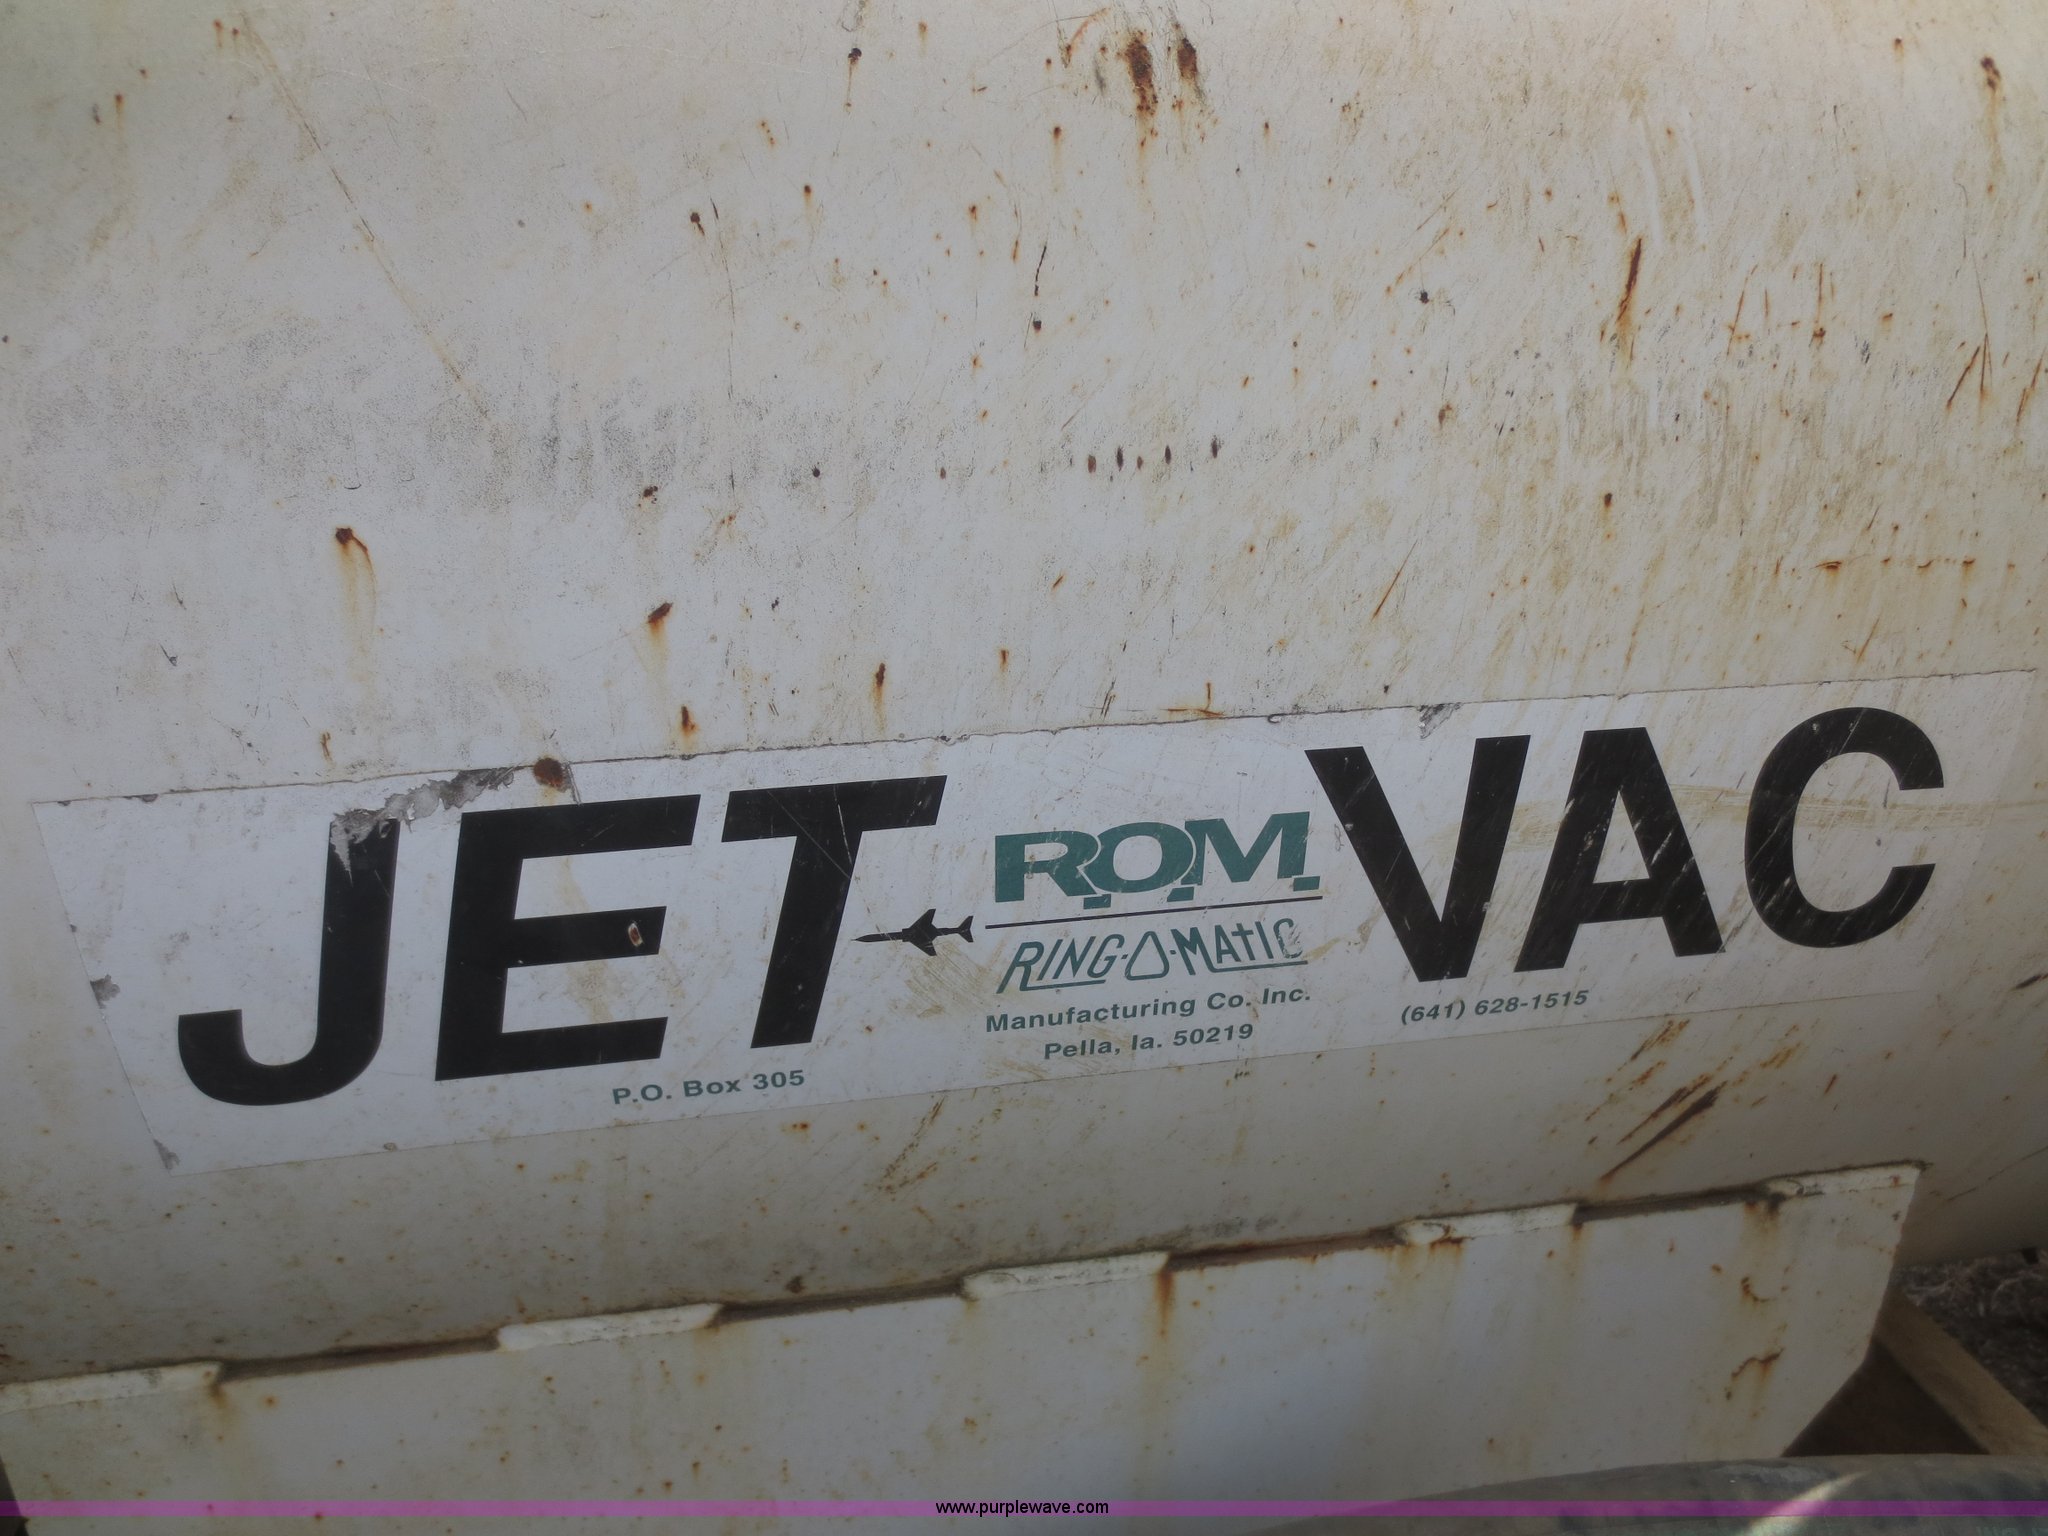 JET R.O.M. VAC
RING-O-MATIC
Manufacturing Co. Inc.
(641) 628-1515
Pella, Ia. 50219
P.O. Box 305
www.purplewave.com